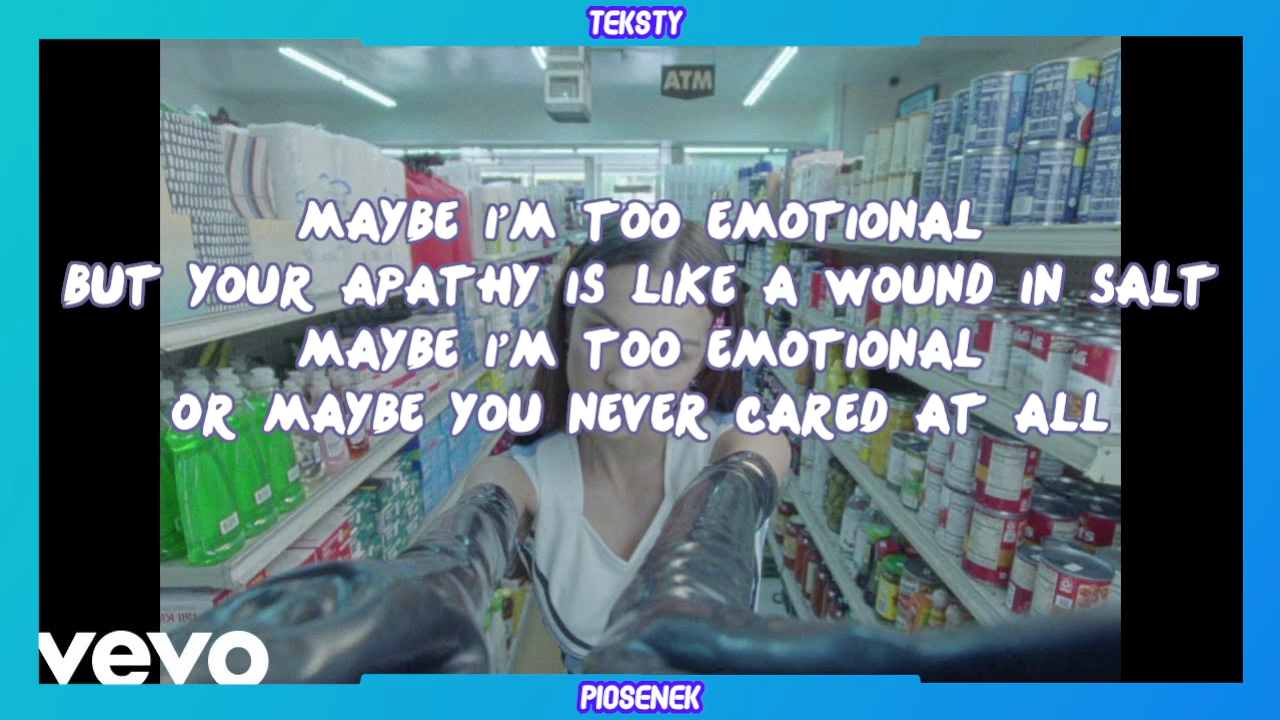 TEKSTY
ATM
MAYBE I'M TOO EMOTIONAL
BUT YOUR APATHY IS LIKE A WOUND IN SALT
MAYBE I'M TOO EMOTIONAL
OR MAYBE YOU NEVER CARED AT ALL
vevo
PIOSENEK